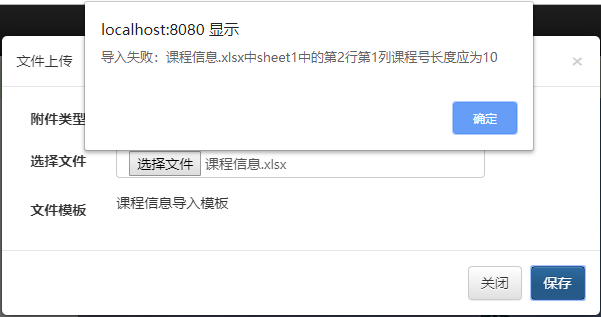 localhost:8080 显示
导入失败：课程信息.xlsx中sheet1中的第2行第1列课程号长度应为10
确定
文件上传 ×
附件类型
选择文件 选择文件 课程信息.xlsx
文件模板 课程信息导入模板
关闭 保存